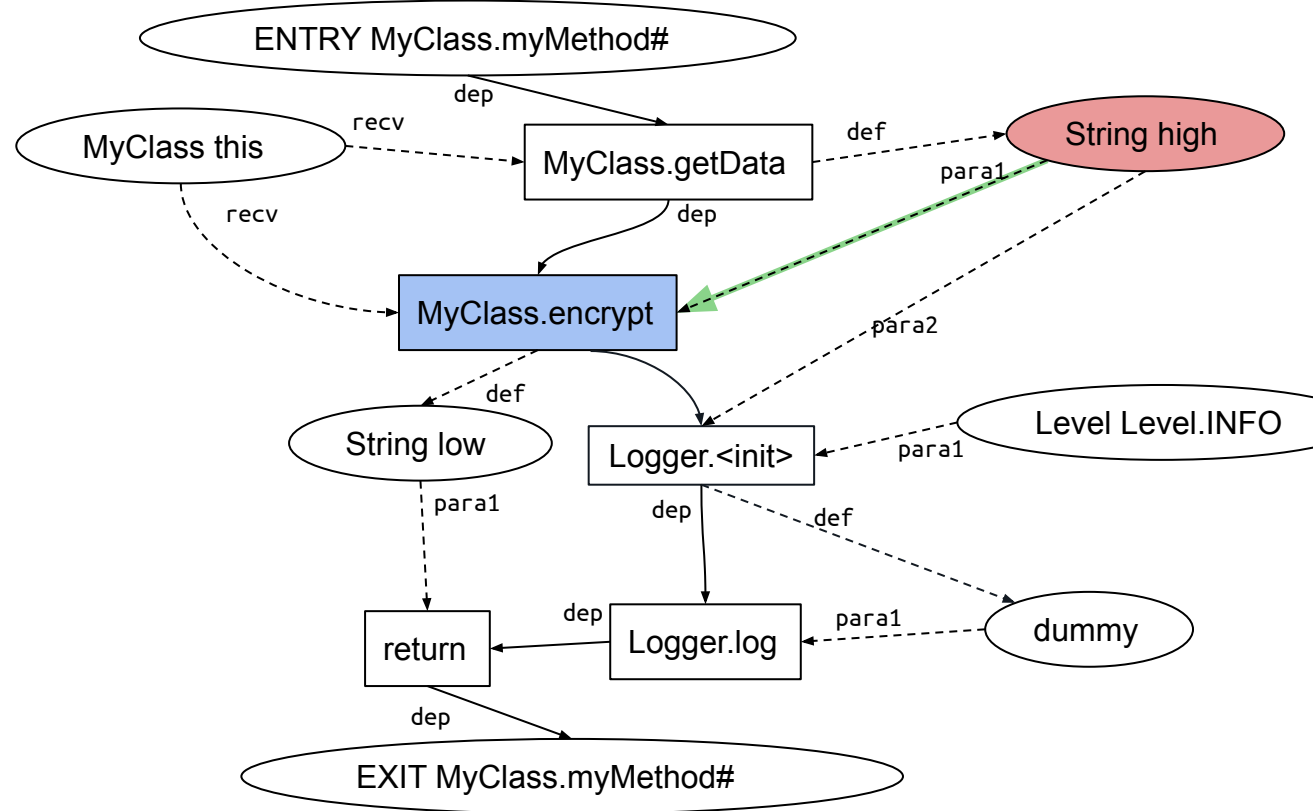 ENTRY MyClass.myMethod#
dep
MyClass this
recv
MyClass.getData
def
String high
para1
recv
dep
MyClass.encrypt
para2
def
String low
Logger.<init>
para1
Level Level.INFO
para1
dep
def
dep
para1
return
Logger.log
dummy
dep
EXIT MyClass.myMethod#